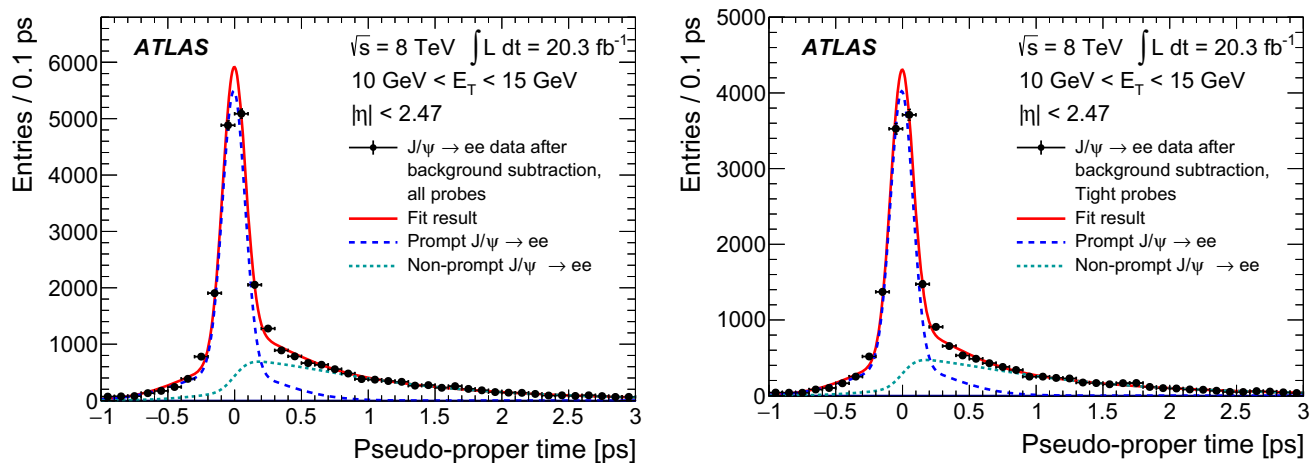 Entries / 0.1 ps
6000
5000
4000
3000
2000
1000
0
ATLAS
√s = 8 TeV ∫L dt = 20.3 fb⁻¹
10 GeV < E_T < 15 GeV
|η| < 2.47
J/ψ → ee data after
background subtraction,
all probes
Fit result
Prompt J/ψ → ee
Non-prompt J/ψ → ee
−1 −0.5 0 0.5 1 1.5 2 2.5 3
Pseudo-proper time [ps]
Entries / 0.1 ps
5000
4000
3000
2000
1000
0
ATLAS
√s = 8 TeV ∫L dt = 20.3 fb⁻¹
10 GeV < E_T < 15 GeV
|η| < 2.47
J/ψ → ee data after
background subtraction,
Tight probes
Fit result
Prompt J/ψ → ee
Non-prompt J/ψ → ee
−1 −0.5 0 0.5 1 1.5 2 2.5 3
Pseudo-proper time [ps]